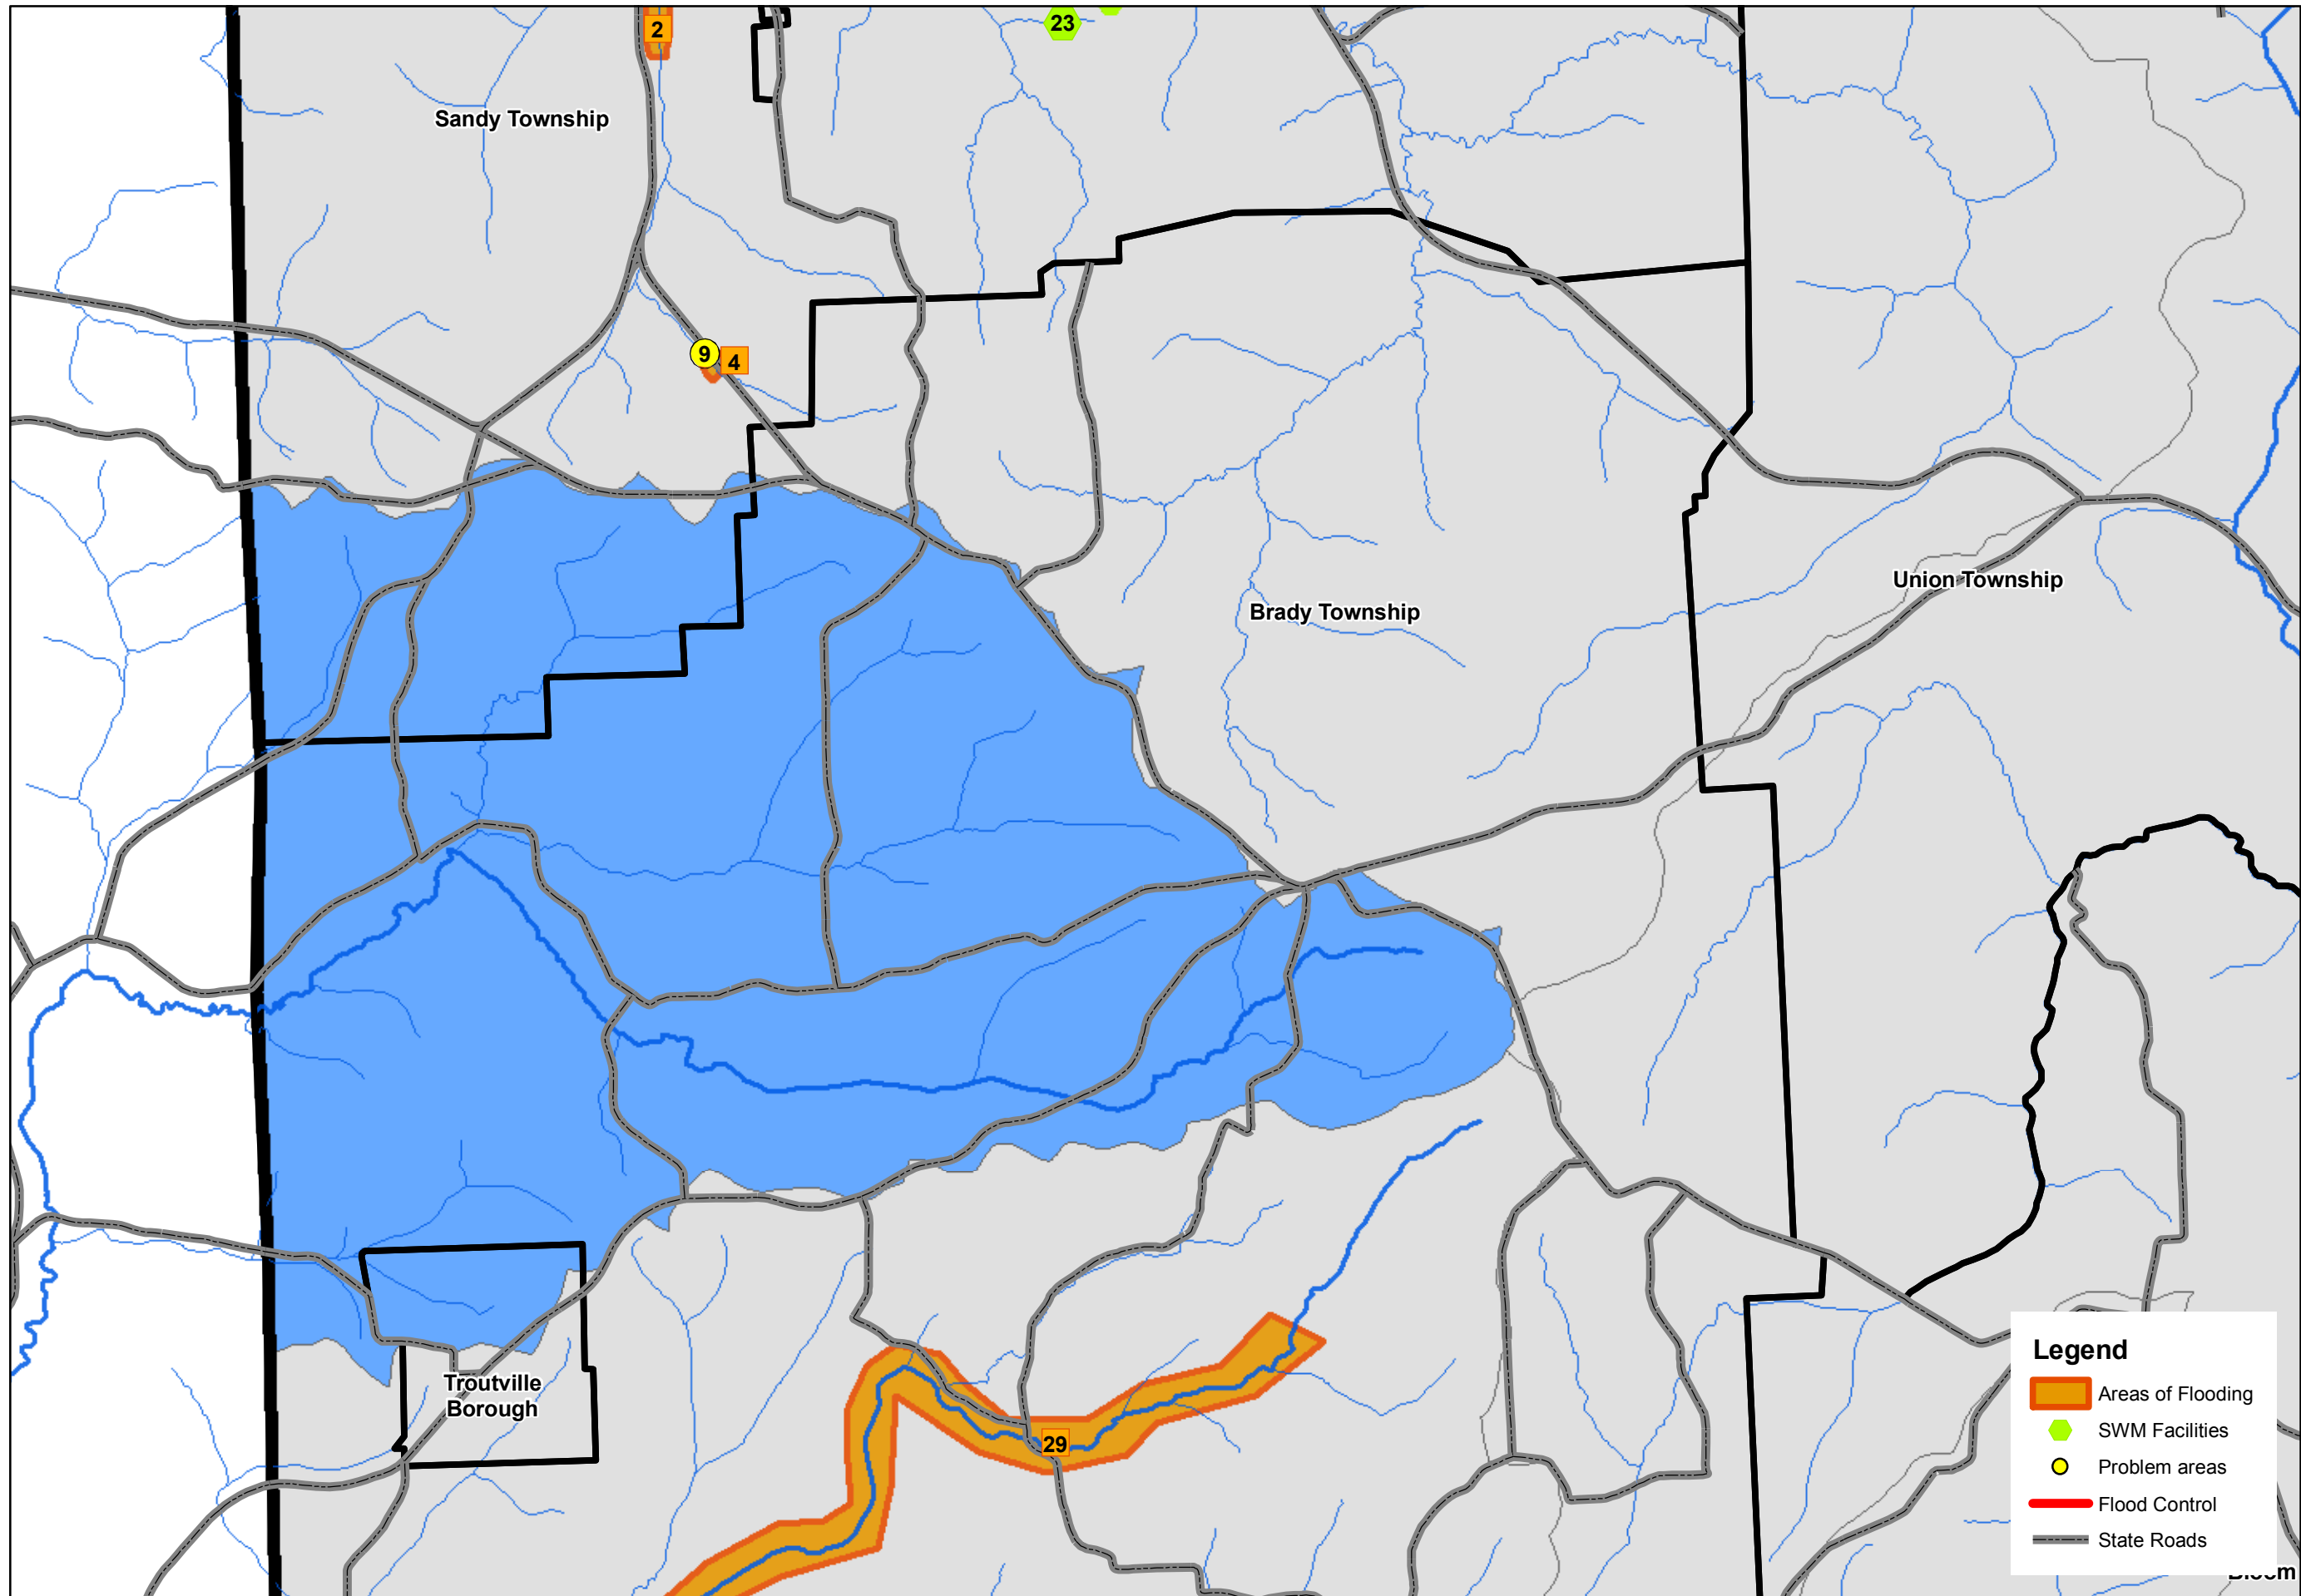 2
23
Sandy Township
9
4
Union Township
Brady Township
Troutville
Borough
29
Legend
Areas of Flooding
SWM Facilities
Problem areas
Flood Control
State Roads